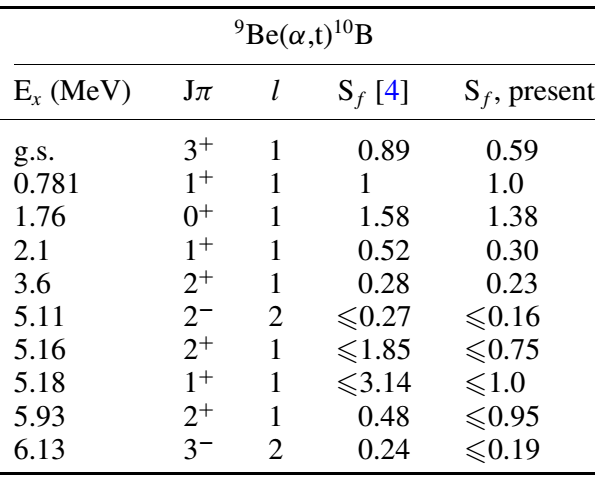 ⁹Be(α,t)¹⁰B
Eₓ (MeV) Jπ l S_f [4] S_f, present
g.s. 3⁺ 1 0.89 0.59
0.781 1⁺ 1 1 1.0
1.76 0⁺ 1 1.58 1.38
2.1 1⁺ 1 0.52 0.30
3.6 2⁺ 1 0.28 0.23
5.11 2⁻ 2 ⩽0.27 ⩽0.16
5.16 2⁺ 1 ⩽1.85 ⩽0.75
5.18 1⁺ 1 ⩽3.14 ⩽1.0
5.93 2⁺ 1 0.48 ⩽0.95
6.13 3⁻ 2 0.24 ⩽0.19